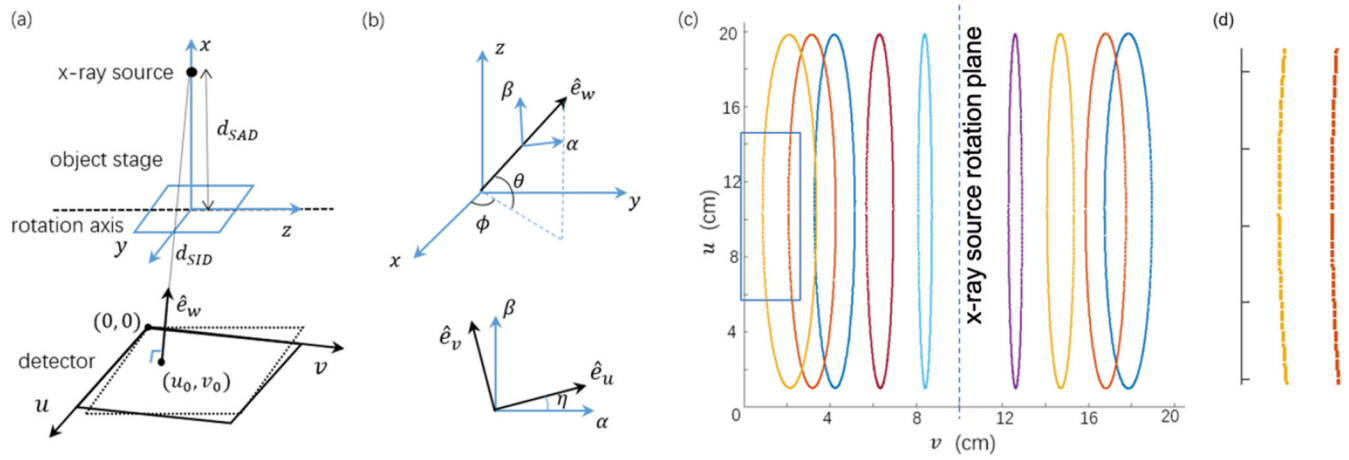 (a)
x
x-ray source
d_SAD
object stage
rotation axis
y
z
d_SID
ê_w
(0, 0)
detector
(u_0, v_0)
v
u
(b)
z
β
ê_w
α
θ
y
ϕ
x
β
ê_v
ê_u
η
α
(c)
20
16
12
8
4
0
u (cm)
x-ray source rotation plane
4
8
12
16
20
v (cm)
(d)